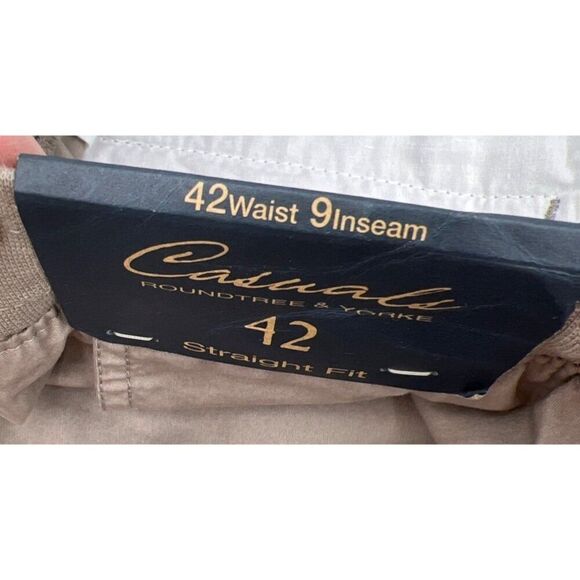 42Waist 9Inseam
Casuals
ROUNDTREE & YORKE
42
Straight Fit